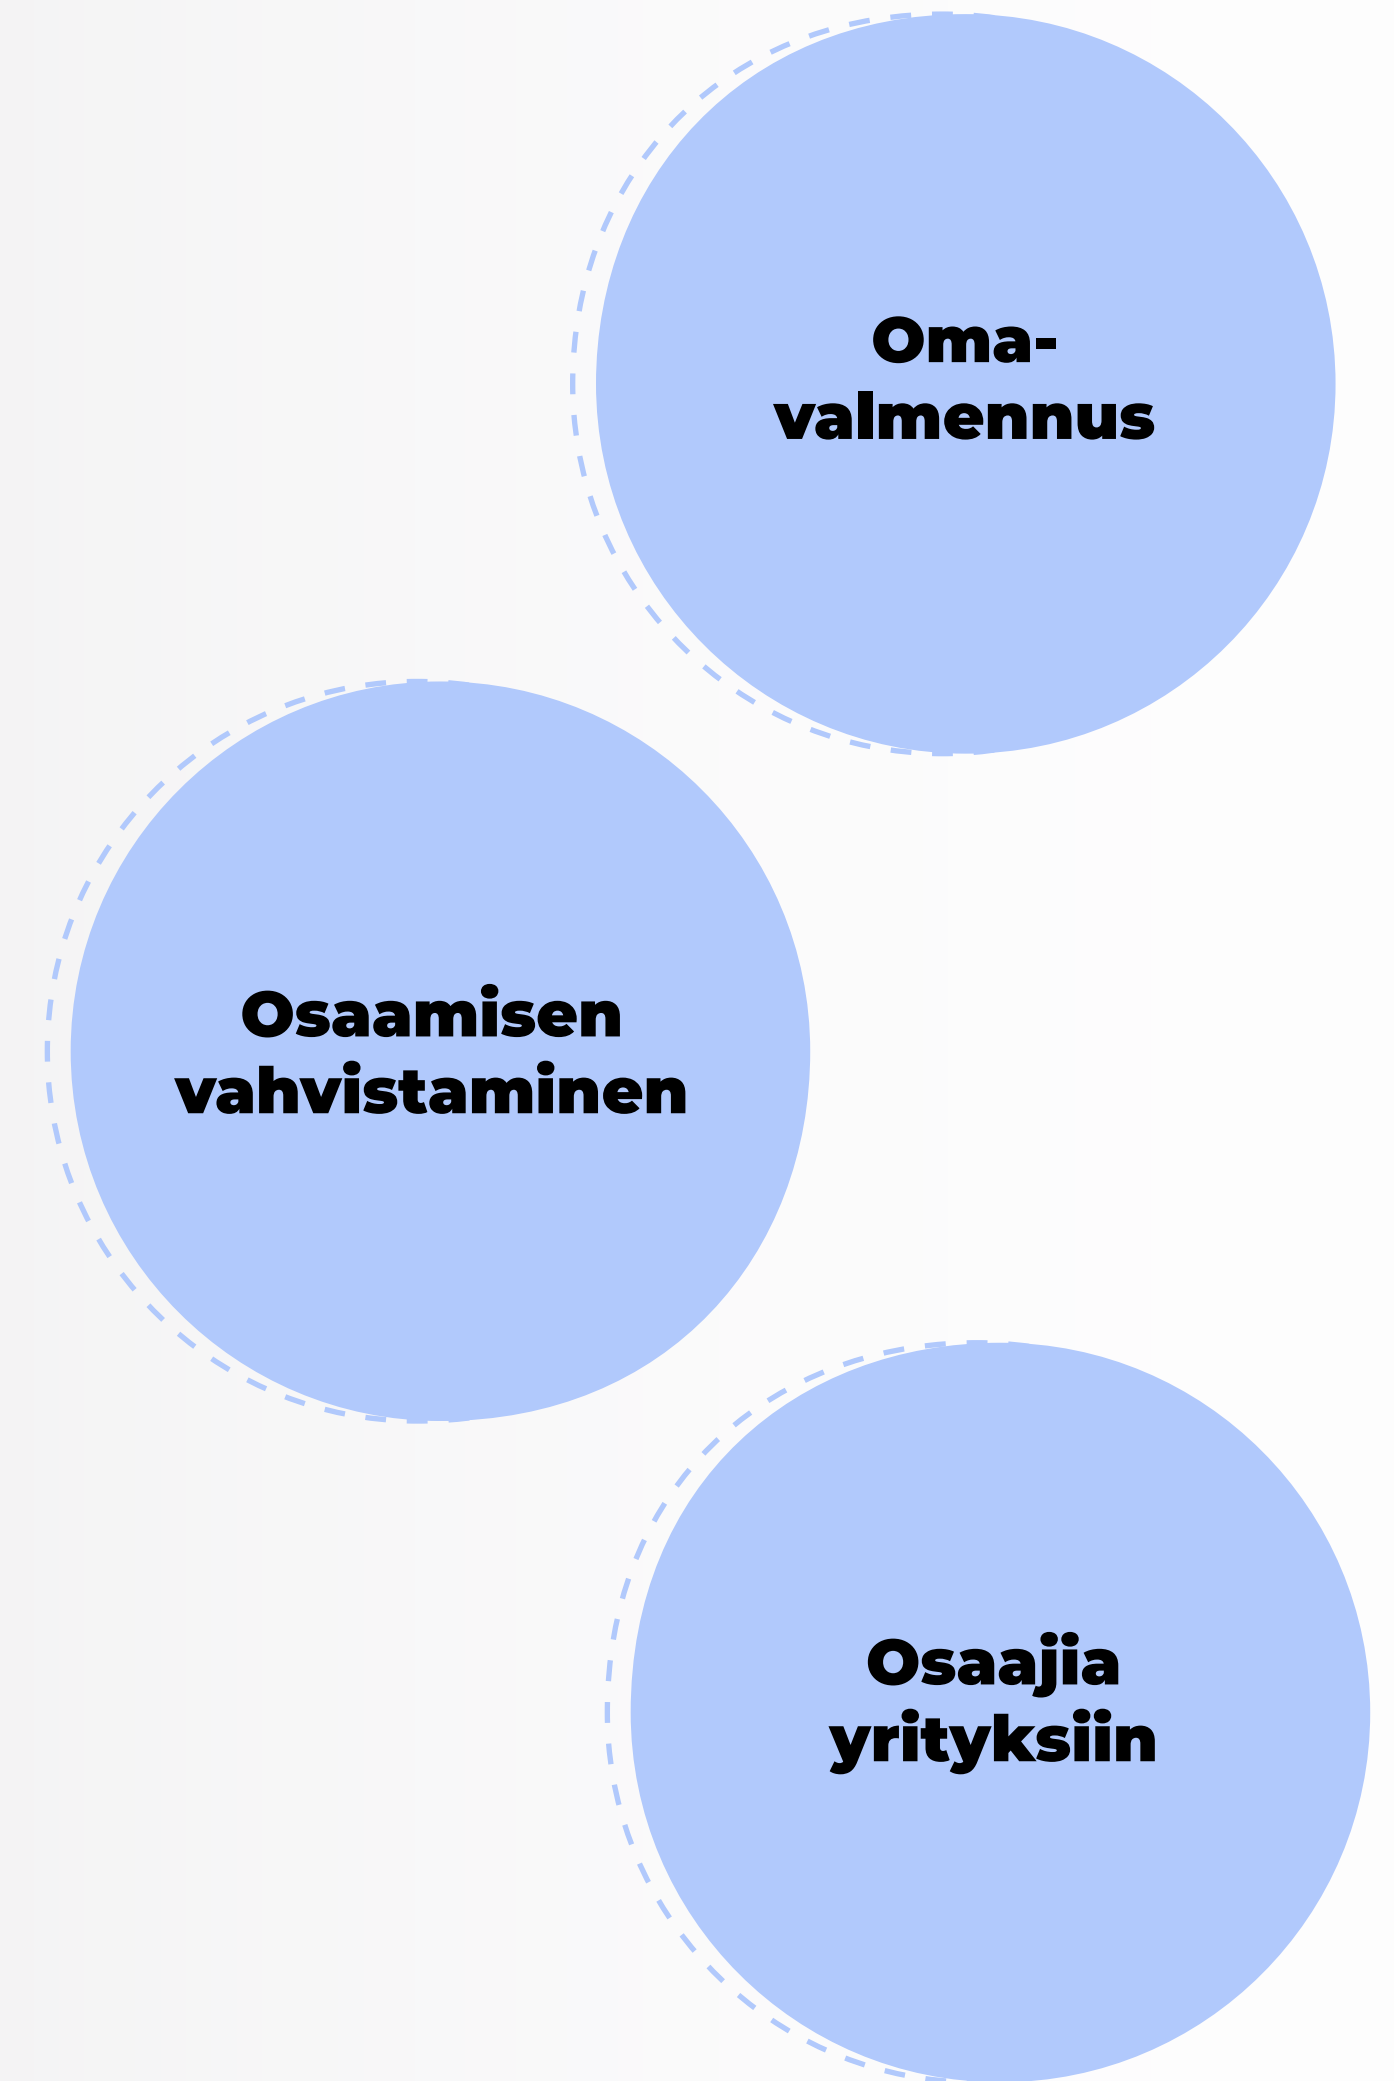 Oma-
valmennus
Osaamisen
vahvistaminen
Osaajia
yrityksiin